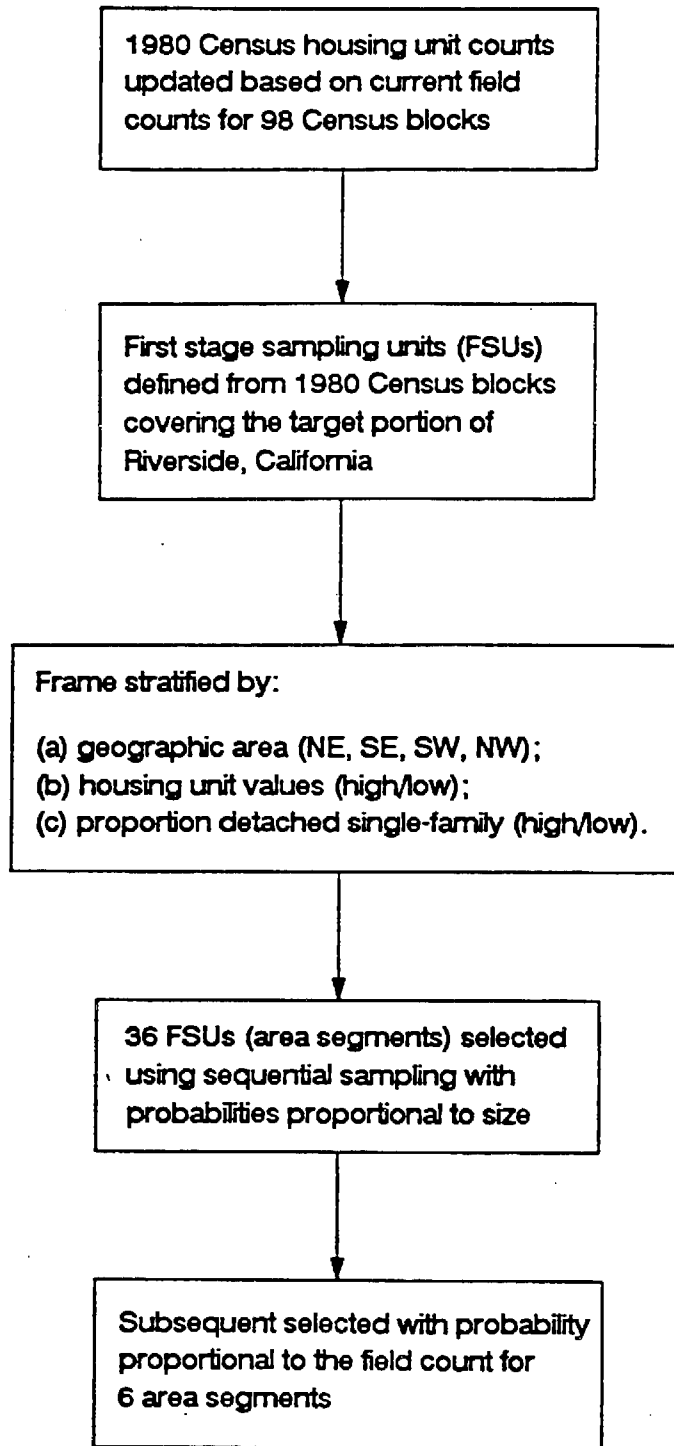 1980 Census housing unit counts
updated based on current field
counts for 98 Census blocks
First stage sampling units (FSUs)
defined from 1980 Census blocks
covering the target portion of
Riverside, California
Frame stratified by:
(a) geographic area (NE, SE, SW, NW);
(b) housing unit values (high/low);
(c) proportion detached single-family (high/low).
36 FSUs (area segments) selected
using sequential sampling with
probabilities proportional to size
Subsequent selected with probability
proportional to the field count for
6 area segments